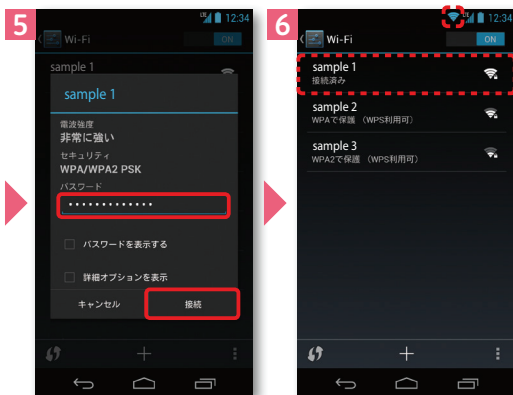 5
LTE 12:34
Wi-Fi
ON
sample 1
sample 1
電波強度
非常に強い
セキュリティ
WPA/WPA2 PSK
パスワード
•••••••••••••
パスワードを表示する
詳細オプションを表示
キャンセル
接続
6
LTE 12:34
Wi-Fi
ON
sample 1
接続済み
sample 2
WPAで保護 （WPS利用可）
sample 3
WPA2で保護 （WPS利用可）